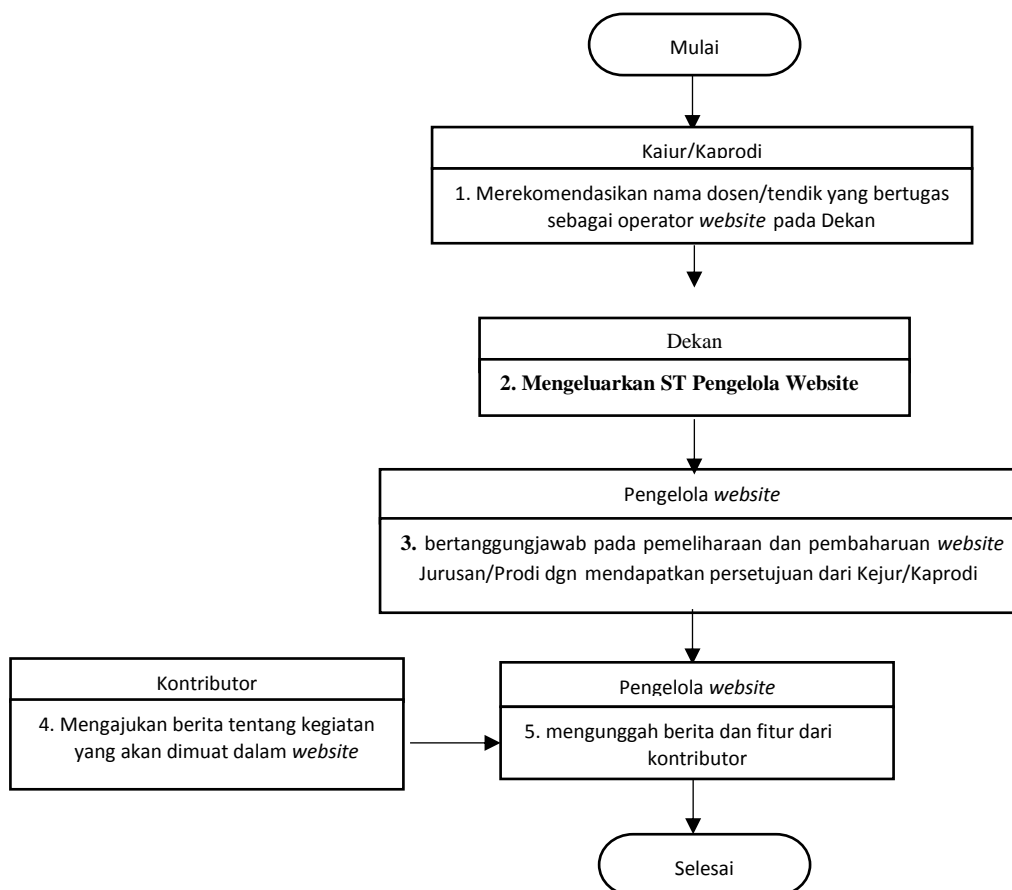 Mulai
Kajur/Kaprodi
1. Merekomendasikan nama dosen/tendik yang bertugas
sebagai operator website pada Dekan
Dekan
2. Mengeluarkan ST Pengelola Website
Pengelola website
3. bertanggungjawab pada pemeliharaan dan pembaharuan website
Jurusan/Prodi dgn mendapatkan persetujuan dari Kejur/Kaprodi
Kontributor
4. Mengajukan berita tentang kegiatan
yang akan dimuat dalam website
Pengelola website
5. mengunggah berita dan fitur dari
kontributor
Selesai